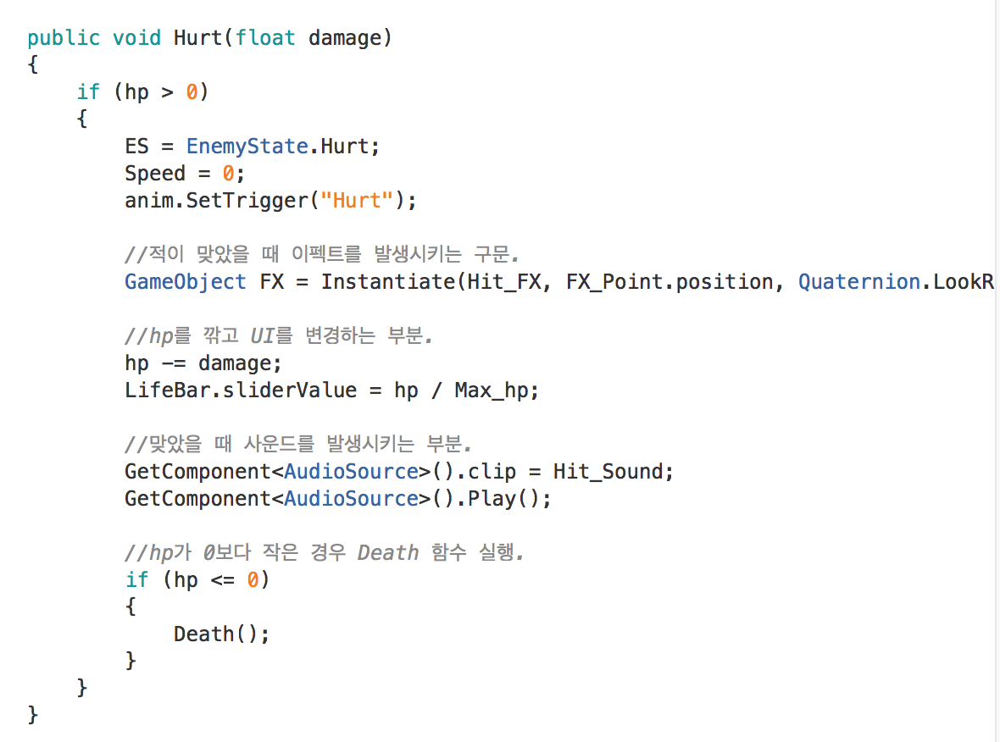 public void Hurt(float damage)
{
if (hp > 0)
{
ES = EnemyState.Hurt;
Speed = 0;
anim.SetTrigger("Hurt");
//적이 맞았을 때 이펙트를 발생시키는 구문.
GameObject FX = Instantiate(Hit_FX, FX_Point.position, Quaternion.LookR
//hp를 깎고 UI를 변경하는 부분.
hp -= damage;
LifeBar.sliderValue = hp / Max_hp;
//맞았을 때 사운드를 발생시키는 부분.
GetComponent<AudioSource>().clip = Hit_Sound;
GetComponent<AudioSource>().Play();
//hp가 0보다 작은 경우 Death 함수 실행.
if (hp <= 0)
{
Death();
}
}
}